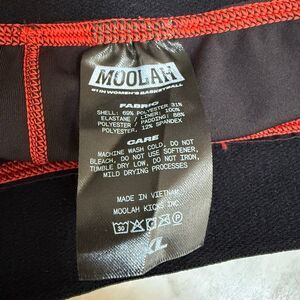 MOOLAH
#1 IN WOMEN'S BASKETBALL
FABRIC
SHELL: 69% POLYESTER 31%
ELASTANE / LINER: 100%
POLYESTER / PADDING: 88%
POLYESTER, 12% SPANDEX
CARE
MACHINE WASH COLD, DO NOT
BLEACH, DO NOT USE SOFTENER,
TUMBLE DRY LOW, DO NOT IRON,
MILD DRYING PROCESSES
MADE IN VIETNAM
MOOLAH KICKS INC.
30
P
XL